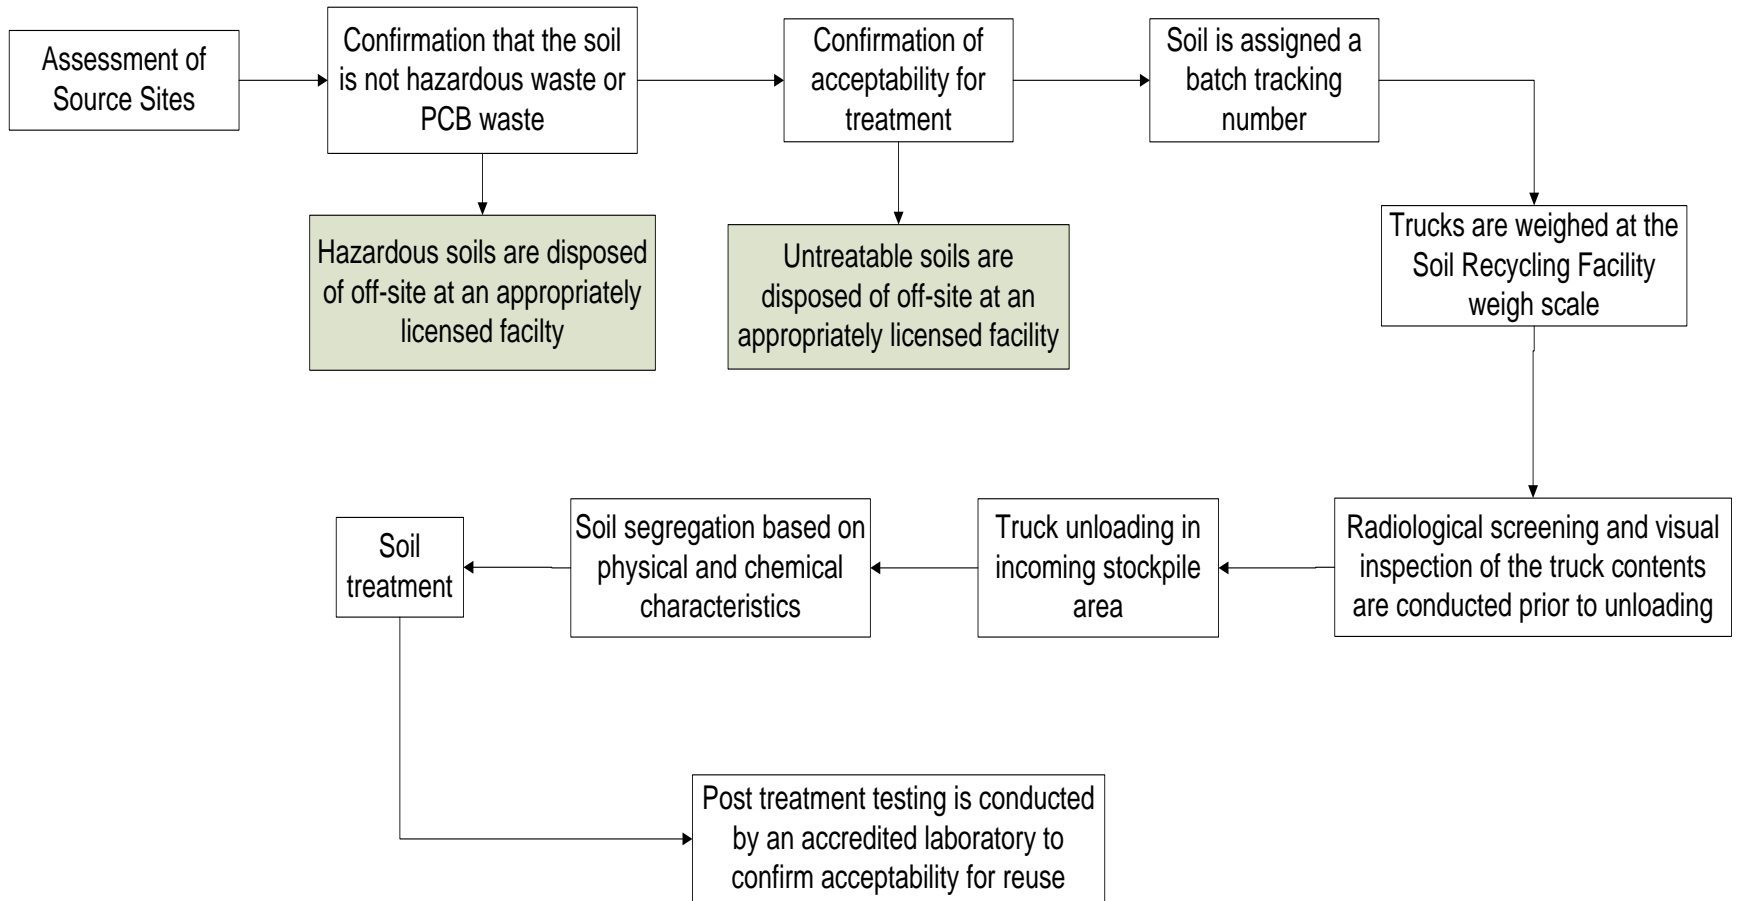 Assessment of
Source Sites
Confirmation that the soil
is not hazardous waste or
PCB waste
Confirmation of
acceptability for
treatment
Soil is assigned a
batch tracking
number
Hazardous soils are disposed
of off-site at an appropriately
licensed facilty
Untreatable soils are
disposed of off-site at an
appropriately licensed facility
Trucks are weighed at the
Soil Recycling Facility
weigh scale
Radiological screening and visual
inspection of the truck contents
are conducted prior to unloading
Truck unloading in
incoming stockpile
area
Soil segregation based on
physical and chemical
characteristics
Soil
treatment
Post treatment testing is conducted
by an accredited laboratory to
confirm acceptability for reuse